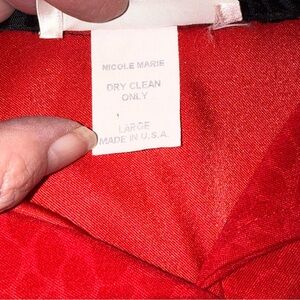 NICOLE MARIE
DRY CLEAN
ONLY
LARGE
MADE IN U.S.A.